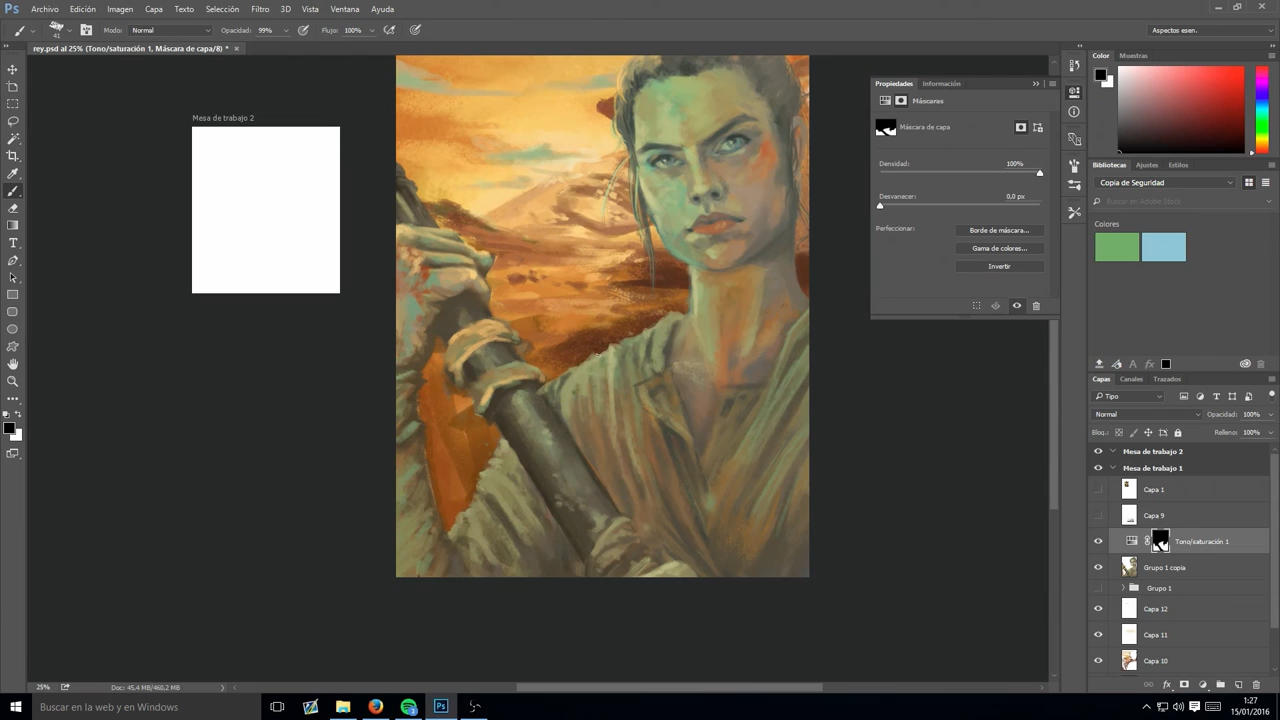 Ps Archivo Edición Imagen Capa Texto Selección Filtro 3D Vista Ventana Ayuda
41 Modo: Normal Opacidad: 99% Flujo: 100% Aspectos esen.
rey.psd al 25% (Tono/saturación 1, Máscara de capa/8) *
Color Muestras
Propiedades Información
Máscaras
Mesa de trabajo 2
Máscara de capa
Densidad: 100%
Bibliotecas Ajustes Estilos
Copia de Seguridad
Desvanecer: 0,0 px
Buscar en Adobe Stock
Colores
Perfeccionar: Borde de máscara...
Gama de colores...
Invertir
Capas Canales Trazados
Tipo
Normal Opacidad: 100%
Bloq.: Relleno: 100%
Mesa de trabajo 2
Mesa de trabajo 1
Capa 1
Capa 9
Tono/saturación 1
Grupo 1 copia
Grupo 1
Capa 12
Capa 11
Capa 10
25% Doc: 45,4 MB/460,2 MB
Buscar en la web y en Windows
Ps
1:27
15/01/2016